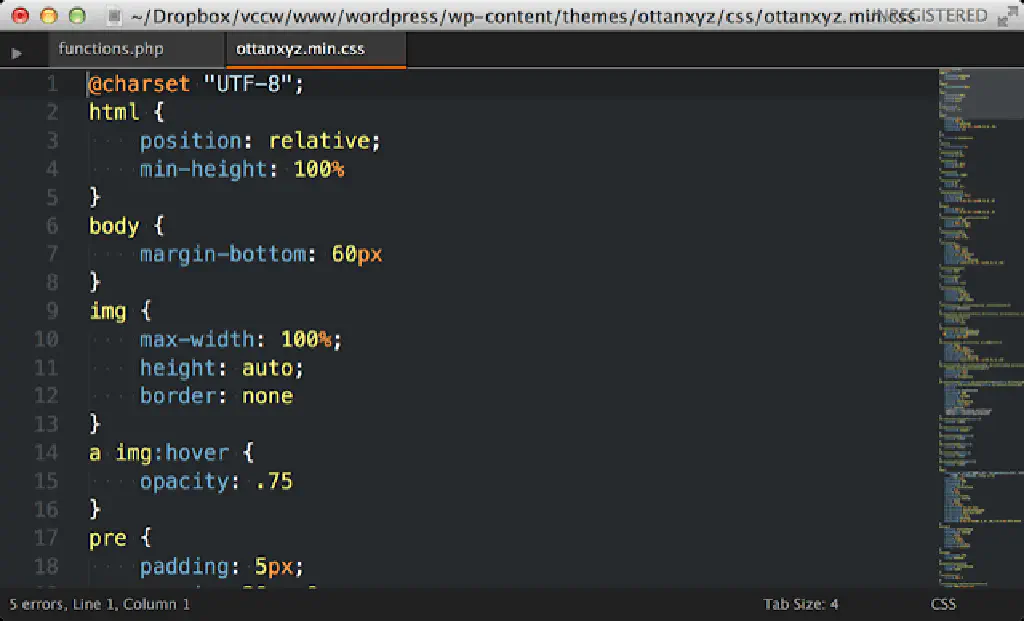 ~/Dropbox/vccw/www/wordpress/wp-content/themes/ottanxyz/css/ottanxyz.min.css
UNREGISTERED
functions.php
ottanxyz.min.css
1 @charset "UTF-8";
2 html {
3 position: relative;
4 min-height: 100%
5 }
6 body {
7 margin-bottom: 60px
8 }
9 img {
10 max-width: 100%;
11 height: auto;
12 border: none
13 }
14 a img:hover {
15 opacity: .75
16 }
17 pre {
18 padding: 5px;
5 errors, Line 1, Column 1
Tab Size: 4
CSS